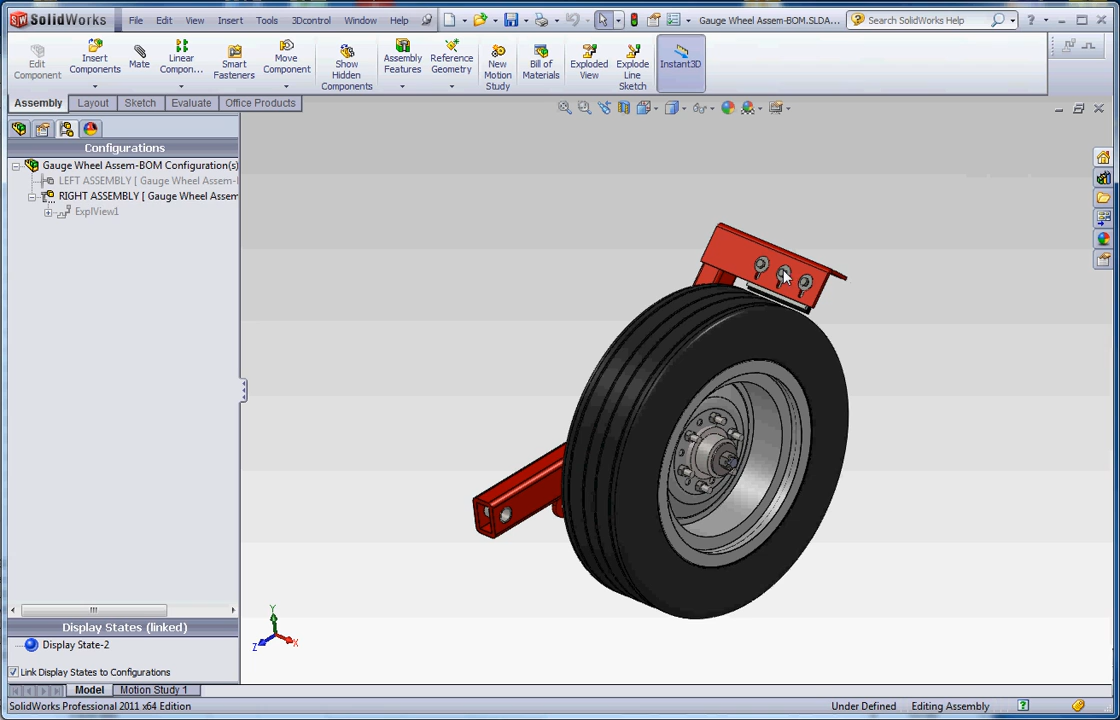 SolidWorks File Edit View Insert Tools 3Dcontrol Window Help Gauge Wheel Assem-BOM.SLDA... Search SolidWorks Help
Edit Component
Insert Components
Mate
Linear Compon...
Smart Fasteners
Move Component
Show Hidden Components
Assembly Features
Reference Geometry
New Motion Study
Bill of Materials
Exploded View
Explode Line Sketch
Instant3D
Assembly Layout Sketch Evaluate Office Products
Configurations
Gauge Wheel Assem-BOM Configuration(s)
LEFT ASSEMBLY [ Gauge Wheel Assem-
RIGHT ASSEMBLY [ Gauge Wheel Assem
ExplView1
Y
Z X
Display States (linked)
Display State-2
Link Display States to Configurations
Model Motion Study 1
SolidWorks Professional 2011 x64 Edition Under Defined Editing Assembly